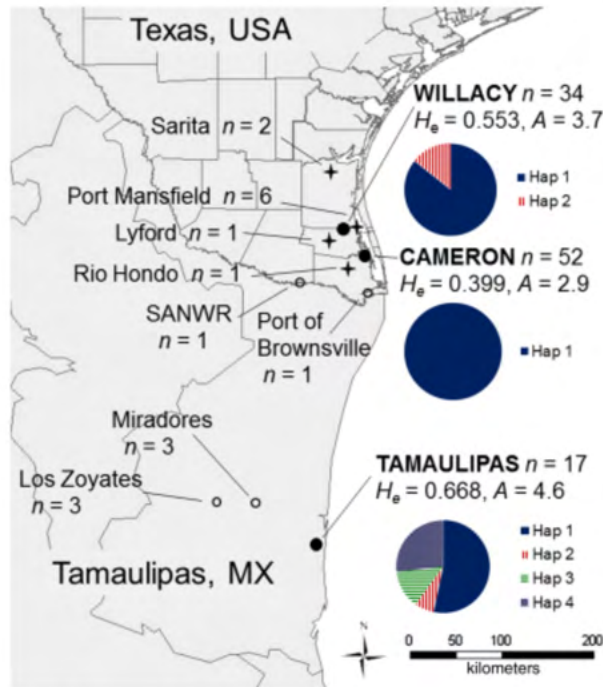 Texas, USA
WILLACY n = 34
Hₑ = 0.553, A = 3.7
Sarita n = 2
Hap 1
Hap 2
Port Mansfield n = 6
Lyford n = 1
CAMERON n = 52
Hₑ = 0.399, A = 2.9
Rio Hondo n = 1
SANWR
n = 1
Port of
Brownsville
n = 1
Hap 1
Miradores
n = 3
Los Zoyates
n = 3
TAMAULIPAS n = 17
Hₑ = 0.668, A = 4.6
Hap 1
Hap 2
Hap 3
Hap 4
Tamaulipas, MX
N
0 50 100 200
kilometers